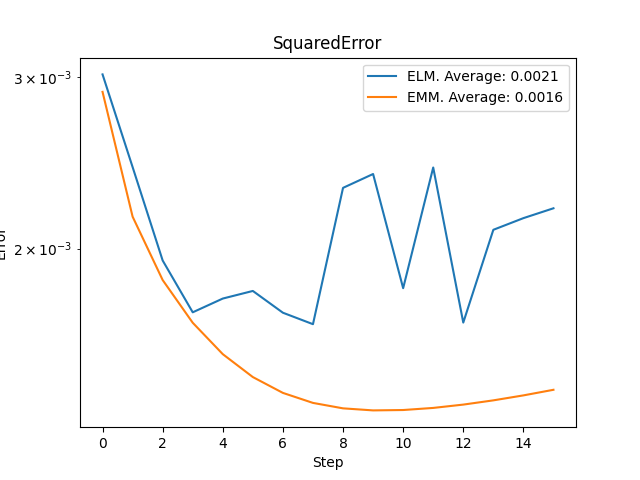 SquaredError
ELM. Average: 0.0021
EMM. Average: 0.0016
3 × 10⁻³
2 × 10⁻³
Error
0 2 4 6 8 10 12 14
Step